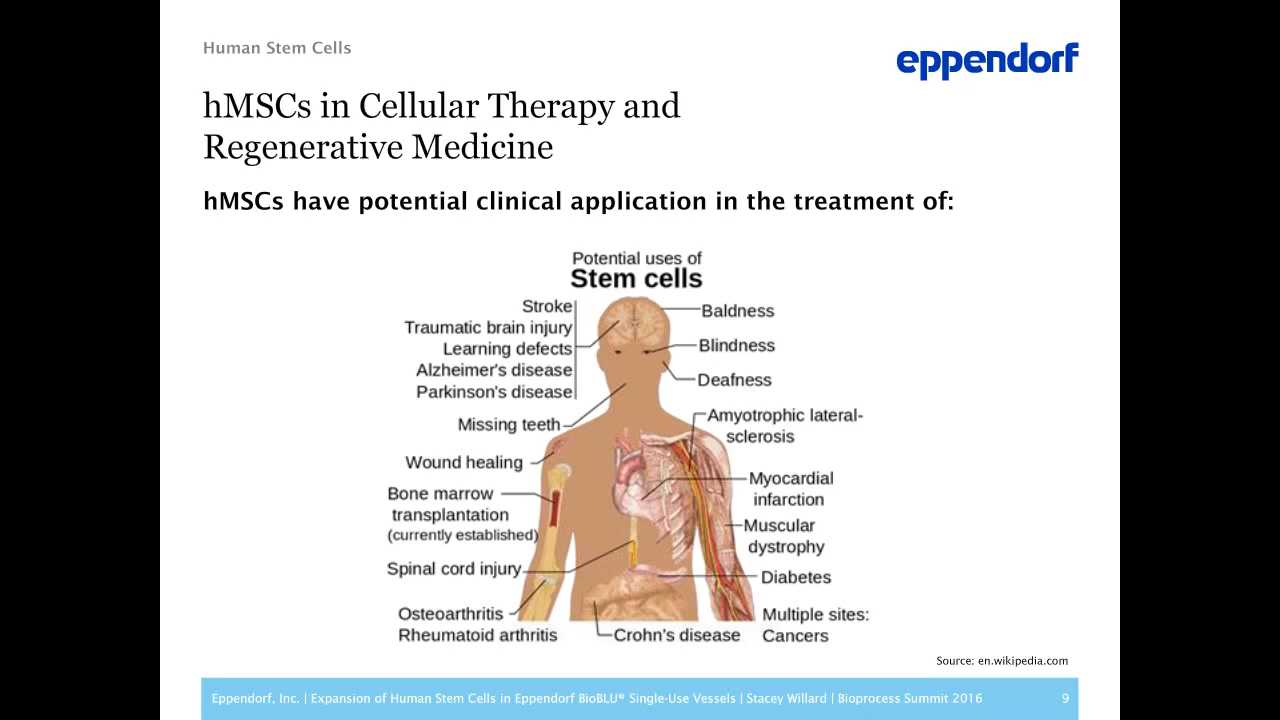 Human Stem Cells
eppendorf
hMSCs in Cellular Therapy and
Regenerative Medicine
hMSCs have potential clinical application in the treatment of:
Potential uses of
Stem cells
Stroke
Traumatic brain injury
Learning defects
Alzheimer's disease
Parkinson's disease
Missing teeth
Wound healing
Bone marrow
transplantation
(currently established)
Spinal cord injury
Osteoarthritis
Rheumatoid arthritis
Baldness
Blindness
Deafness
Amyotrophic lateral-
sclerosis
Myocardial
infarction
Muscular
dystrophy
Diabetes
Multiple sites:
Cancers
Crohn's disease
Source: en.wikipedia.com
Eppendorf, Inc. | Expansion of Human Stem Cells in Eppendorf BioBLU® Single-Use Vessels | Stacey Willard | Bioprocess Summit 2016 9